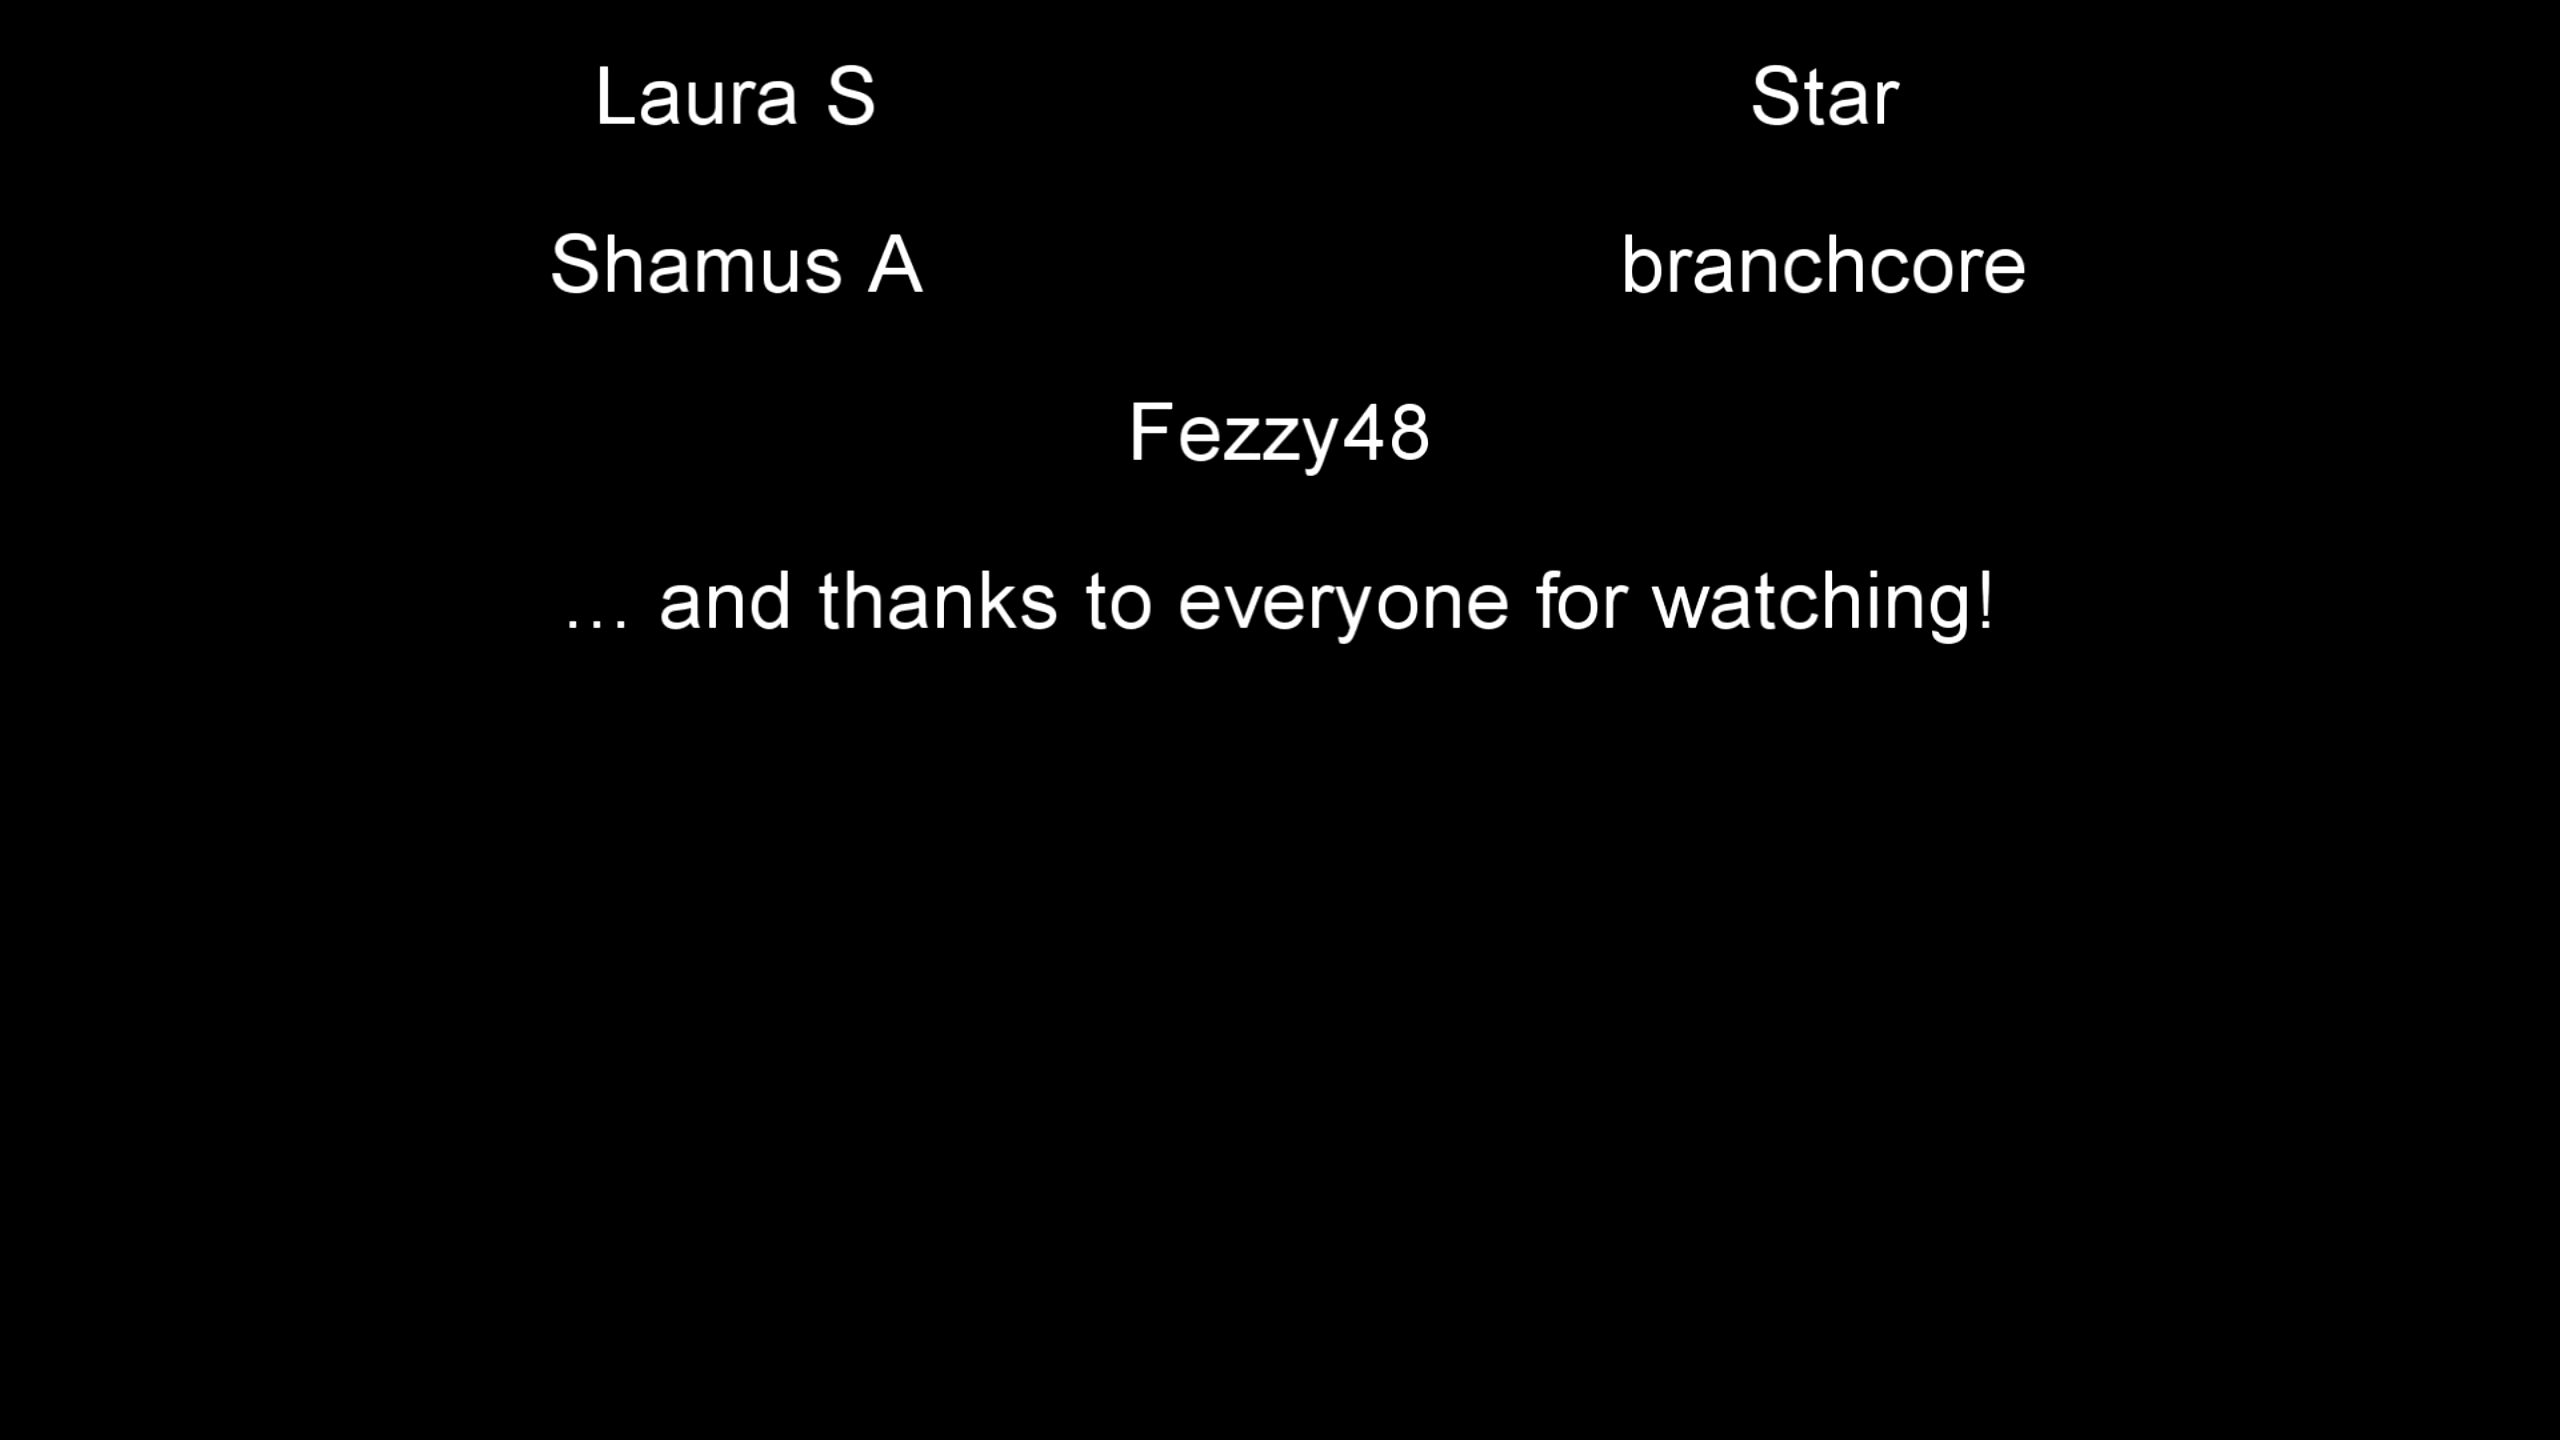 Laura S Star
Shamus A branchcore
Fezzy48
... and thanks to everyone for watching!